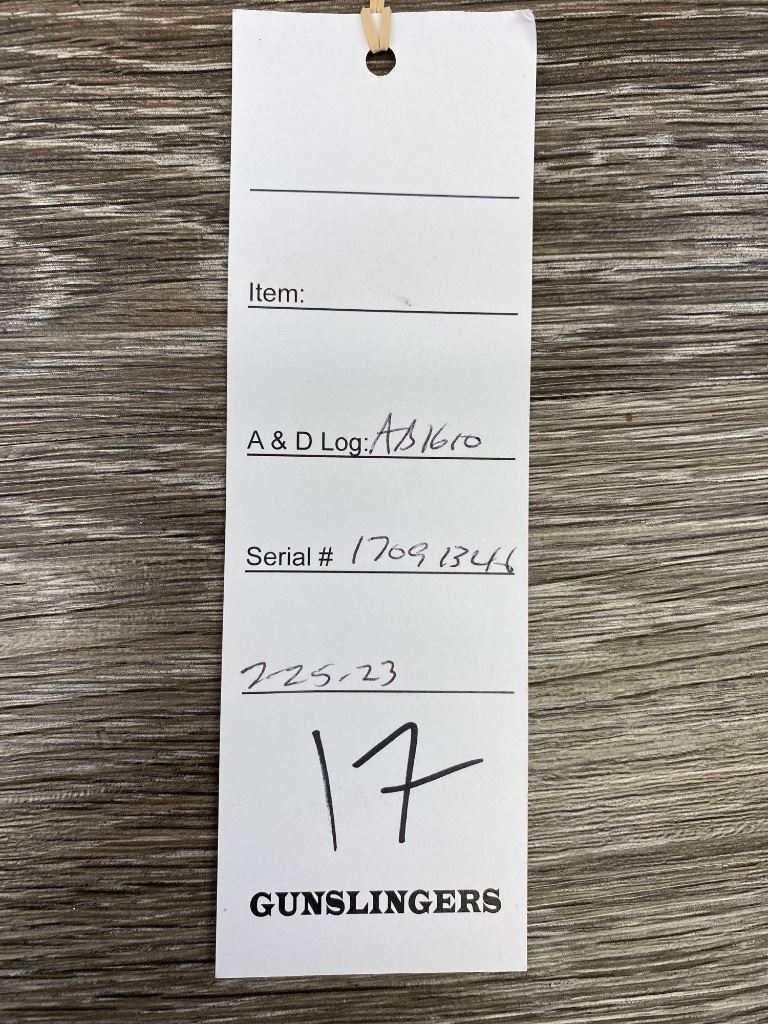 Item:
A & D Log: AB1610
Serial # 17091346
2-25-23
17
GUNSLINGERS